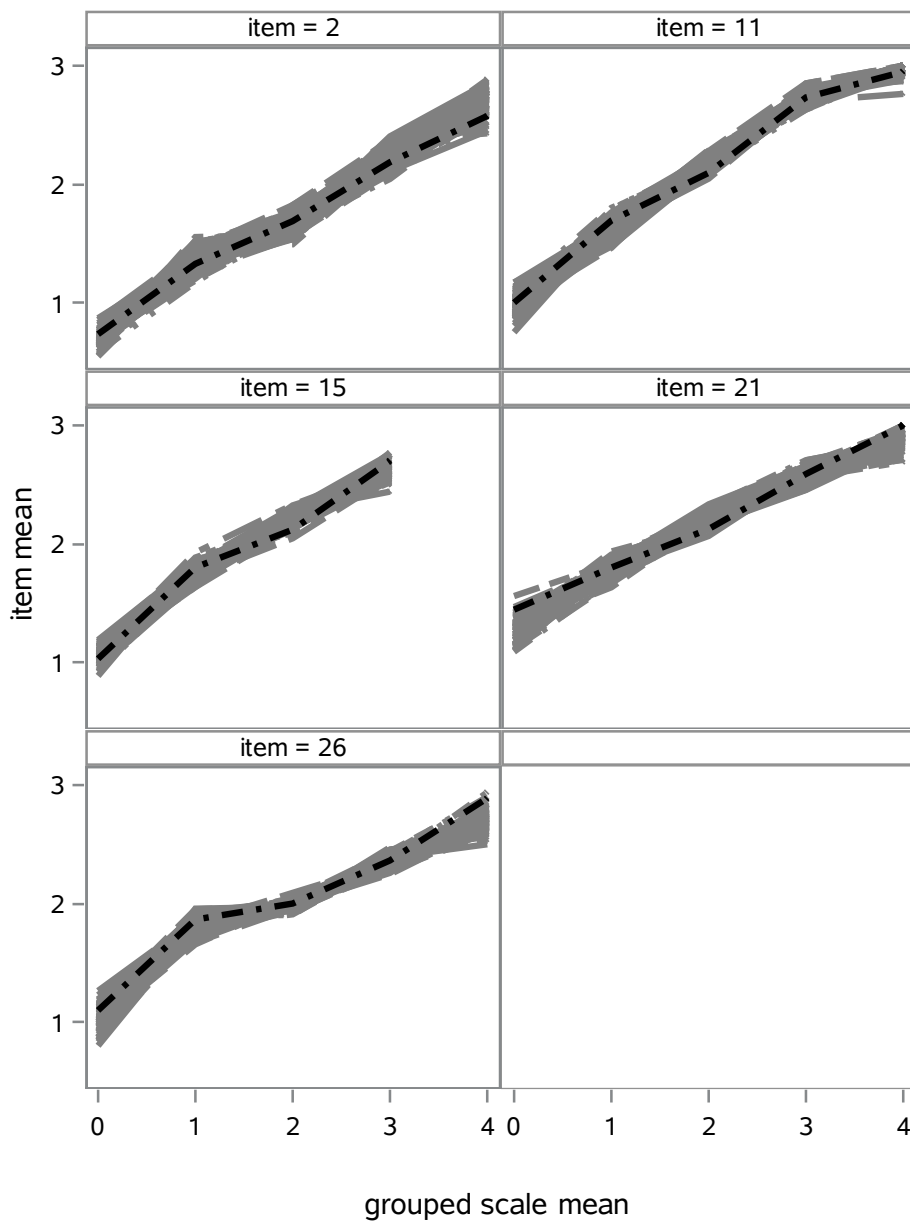 item = 2
item = 11
3
2
1
item = 15
item = 21
3
2
1
item = 26
3
2
1
item mean
0 1 2 3 4 0 1 2 3 4
grouped scale mean